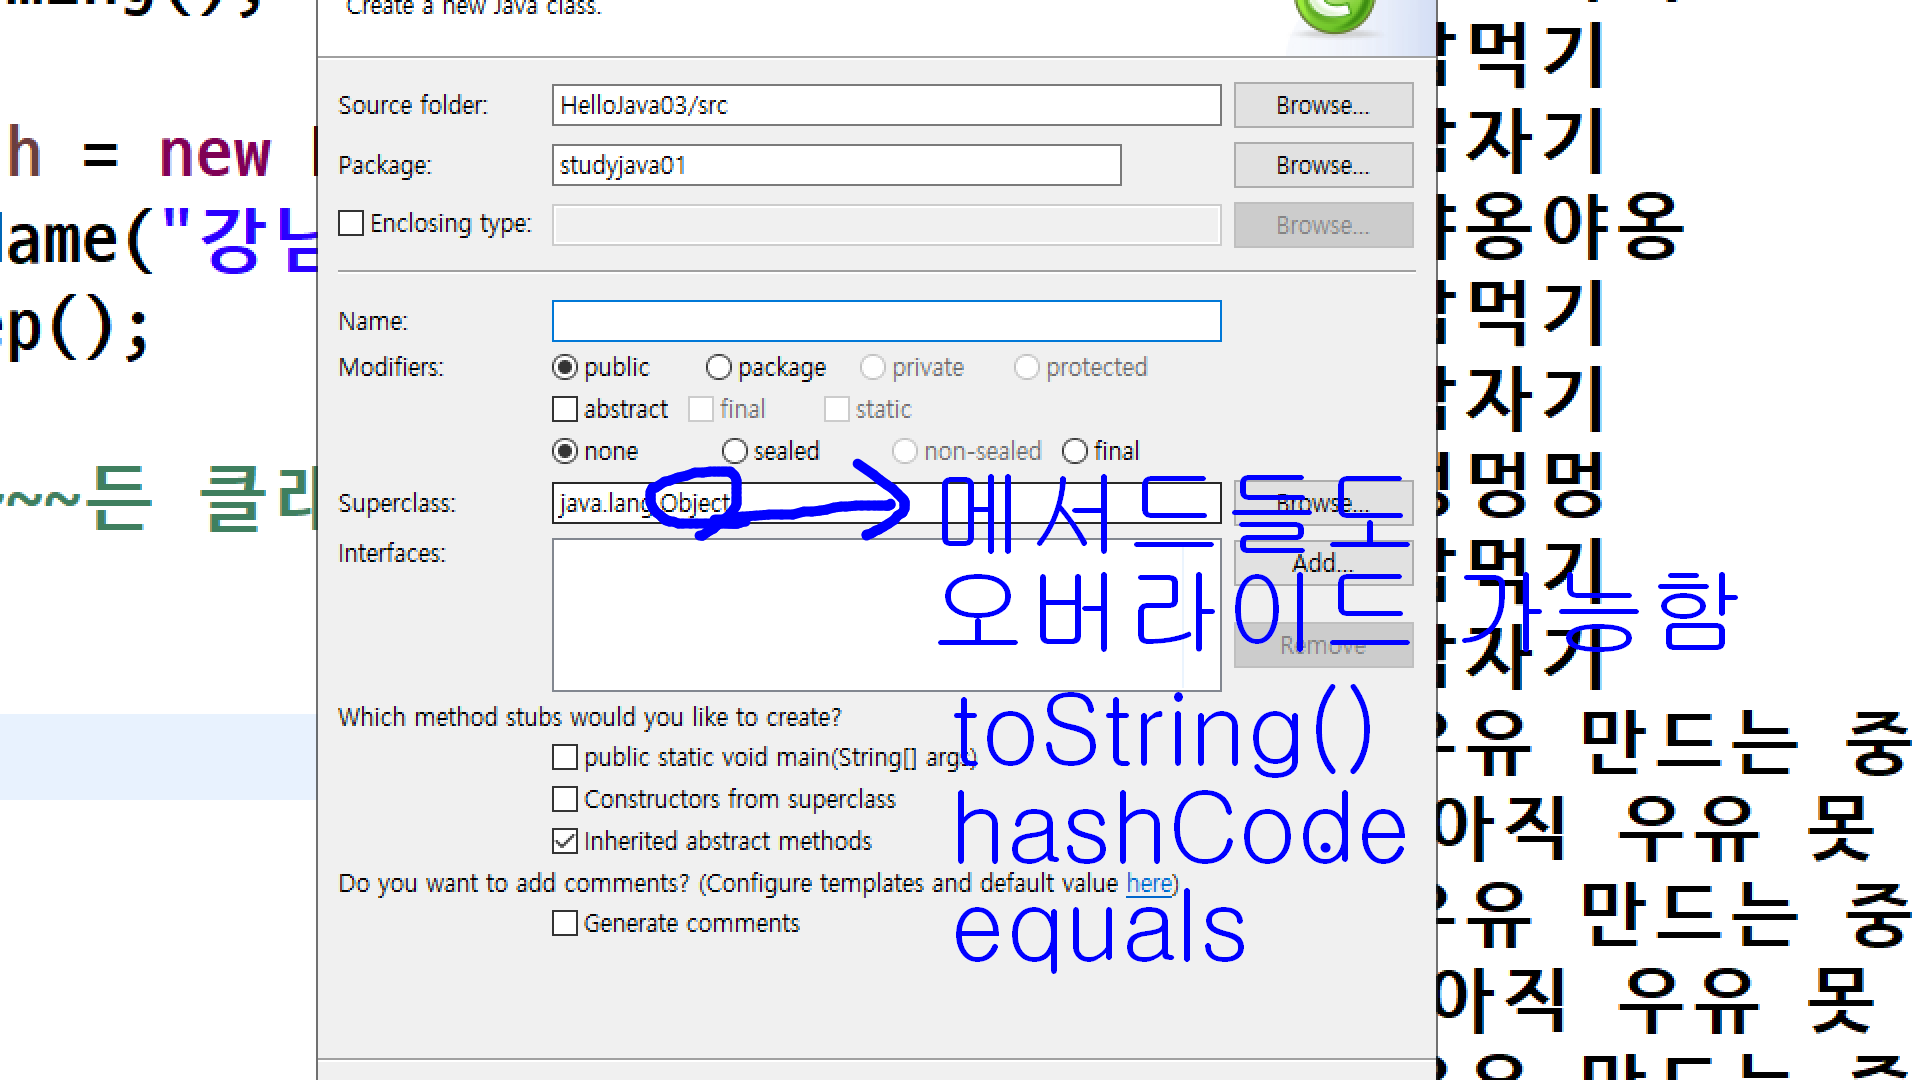 Create a new Java class.
Source folder:
HelloJava03/src
Browse...
Package:
studyjava01
Browse...
Enclosing type:
Browse...
Name:
Modifiers:
public
package
private
protected
abstract
final
static
none
sealed
non-sealed
final
Superclass:
java.lang.Object
Browse...
Interfaces:
Add...
Remove
Which method stubs would you like to create?
public static void main(String[] args)
Constructors from superclass
Inherited abstract methods
Do you want to add comments? (Configure templates and default value here)
Generate comments
메서드들도
오버라이드 가능함
toString()
hashCode
equals
h = new
ame("강남
ep();
~~~든 클래
먹기
자기
야옹야옹
먹기
자기
멍멍멍
먹기
자기
우유 만드는 중
아직 우유 못
우유 만드는 중
아직 우유 못